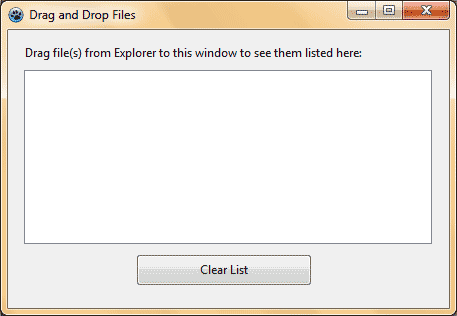 Drag and Drop Files
Drag file(s) from Explorer to this window to see them listed here:
Clear List